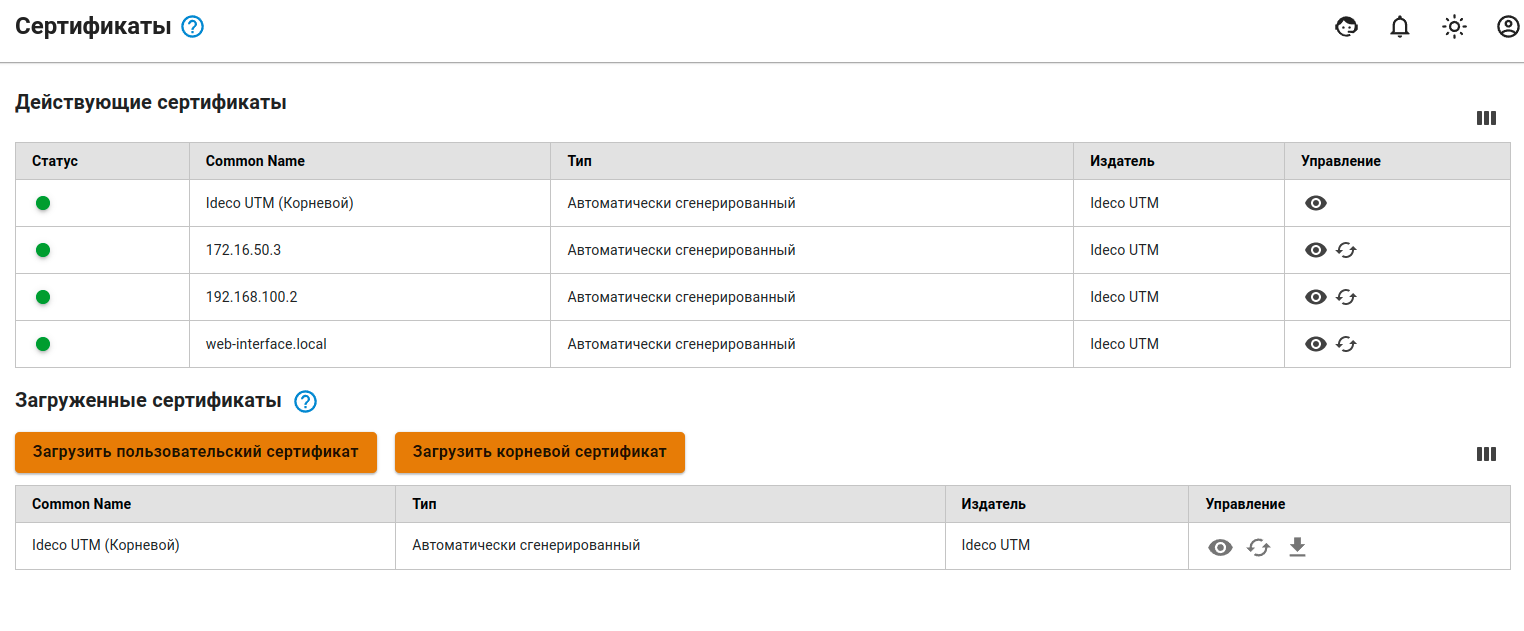 Сертификаты ?
Действующие сертификаты
Статус Common Name Тип Издатель Управление
Ideco UTM (Корневой) Автоматически сгенерированный Ideco UTM
172.16.50.3 Автоматически сгенерированный Ideco UTM
192.168.100.2 Автоматически сгенерированный Ideco UTM
web-interface.local Автоматически сгенерированный Ideco UTM
Загруженные сертификаты ?
Загрузить пользовательский сертификат Загрузить корневой сертификат
Common Name Тип Издатель Управление
Ideco UTM (Корневой) Автоматически сгенерированный Ideco UTM